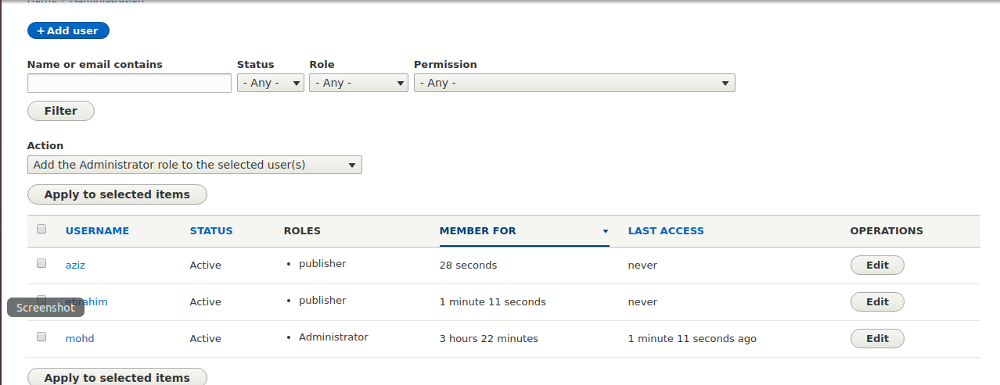 Home » Administration
+ Add user
Name or email contains Status Role Permission
- Any - - Any - - Any -
Filter
Action
Add the Administrator role to the selected user(s)
Apply to selected items
USERNAME STATUS ROLES MEMBER FOR LAST ACCESS OPERATIONS
aziz Active • publisher 28 seconds never Edit
ebrahim Active • publisher 1 minute 11 seconds never Edit
Screenshot
mohd Active • Administrator 3 hours 22 minutes 1 minute 11 seconds ago Edit
Apply to selected items